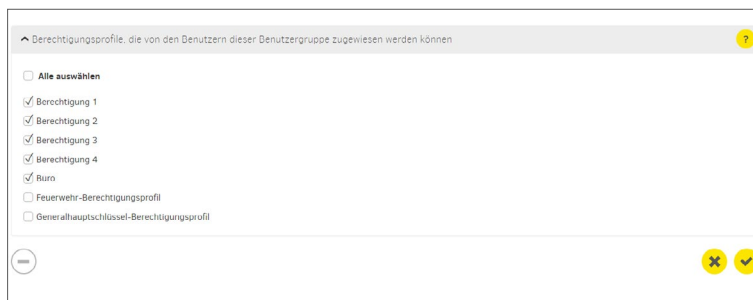 Berechtigungsprofile, die von den Benutzern dieser Benutzergruppe zugewiesen werden können
?
Alle auswählen
Berechtigung 1
Berechtigung 2
Berechtigung 3
Berechtigung 4
Büro
Feuerwehr-Berechtigungsprofil
Generalhauptschlüssel-Berechtigungsprofil